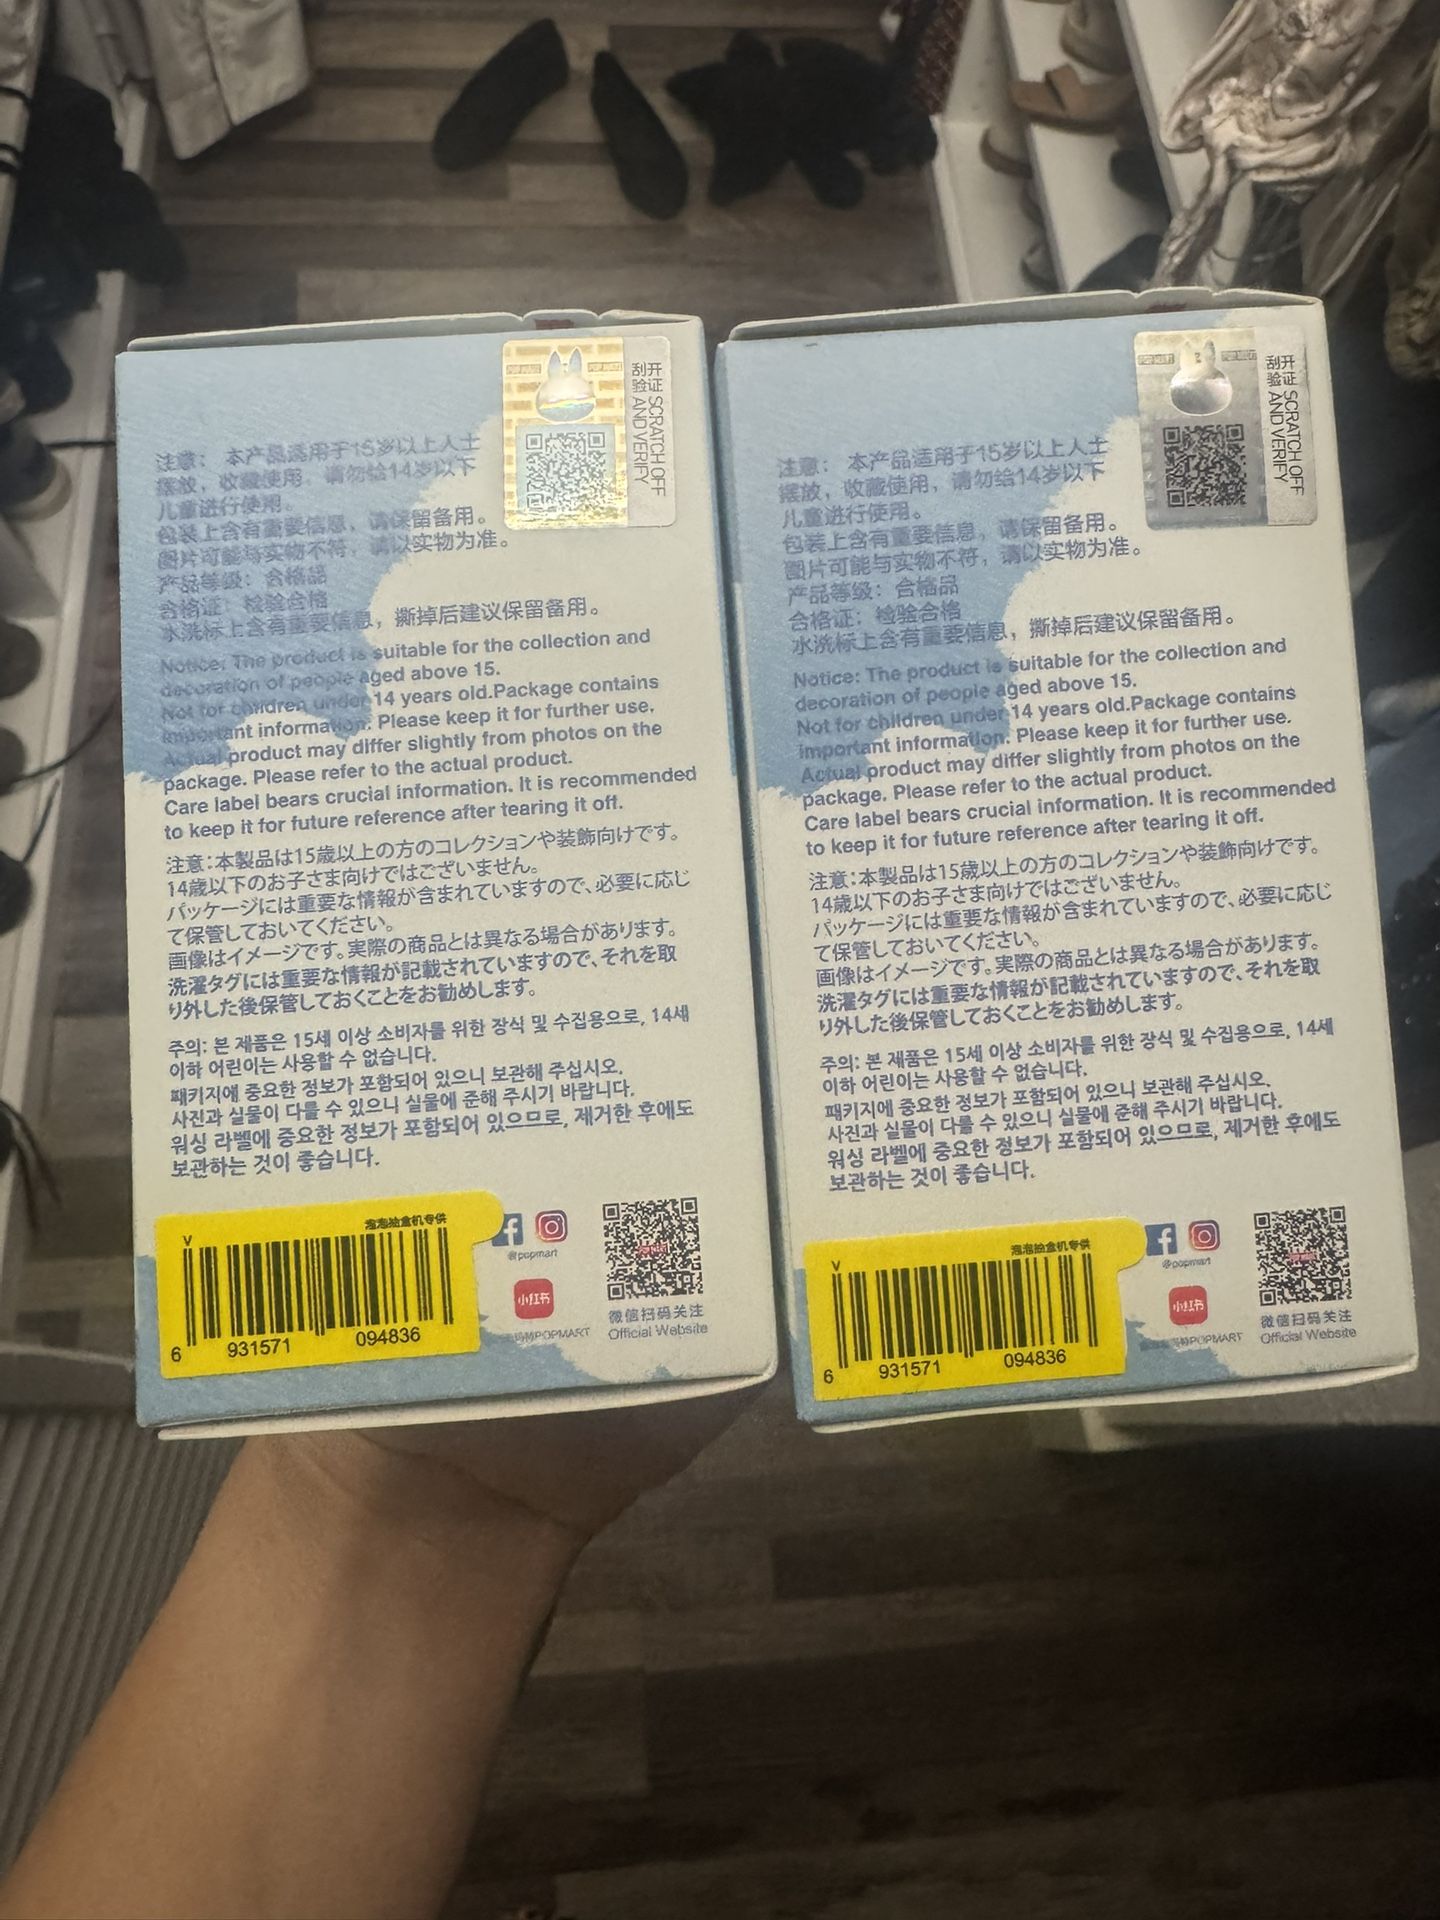 POP MART
POP MART
刮开
验证
SCRATCH OFF
AND VERIFY
注意：本产品适用于15岁以上人士
摆放，收藏使用，请勿给14岁以下
儿童进行使用。
包装上含有重要信息，请保留备用。
图片可能与实物不符，请以实物为准。
产品等级：合格品
合格证：检验合格
水洗标上含有重要信息，撕掉后建议保留备用。
Notice: The product is suitable for the collection and
decoration of people aged above 15.
Not for children under 14 years old.Package contains
important information. Please keep it for further use.
Actual product may differ slightly from photos on the
package. Please refer to the actual product.
Care label bears crucial information. It is recommended
to keep it for future reference after tearing it off.
注意：本製品は15歳以上の方のコレクションや装飾向けです。
14歳以下のお子さま向けではございません。
パッケージには重要な情報が含まれていますので、必要に応じ
て保管しておいてください。
画像はイメージです。実際の商品とは異なる場合があります。
洗濯タグには重要な情報が記載されていますので、それを取
り外した後保管しておくことをお勧めします。
주의: 본 제품은 15세 이상 소비자를 위한 장식 및 수집용으로, 14세
이하 어린이는 사용할 수 없습니다.
패키지에 중요한 정보가 포함되어 있으니 보관해 주십시오.
사진과 실물이 다를 수 있으니 실물에 준해 주시기 바랍니다.
워싱 라벨에 중요한 정보가 포함되어 있으므로, 제거한 후에도
보관하는 것이 좋습니다.
泡泡抽盒机专供
V
6 931571 094836
@popmart
小红书
POPMART
POP MART
微信扫码关注
Official Website
POP MART
POP MART
刮开
验证
SCRATCH OFF
AND VERIFY
注意：本产品适用于15岁以上人士
摆放，收藏使用，请勿给14岁以下
儿童进行使用。
包装上含有重要信息，请保留备用。
图片可能与实物不符，请以实物为准。
产品等级：合格品
合格证：检验合格
水洗标上含有重要信息，撕掉后建议保留备用。
Notice: The product is suitable for the collection and
decoration of people aged above 15.
Not for children under 14 years old.Package contains
important information. Please keep it for further use.
Actual product may differ slightly from photos on the
package. Please refer to the actual product.
Care label bears crucial information. It is recommended
to keep it for future reference after tearing it off.
注意：本製品は15歳以上の方のコレクションや装飾向けです。
14歳以下のお子さま向けではございません。
パッケージには重要な情報が含まれていますので、必要に応じ
て保管しておいてください。
画像はイメージです。実際の商品とは異なる場合があります。
洗濯タグには重要な情報が記載されていますので、それを取
り外した後保管しておくことをお勧めします。
주의: 본 제품은 15세 이상 소비자를 위한 장식 및 수집용으로, 14세
이하 어린이는 사용할 수 없습니다.
패키지에 중요한 정보가 포함되어 있으니 보관해 주십시오.
사진과 실물이 다를 수 있으니 실물에 준해 주시기 바랍니다.
워싱 라벨에 중요한 정보가 포함되어 있으므로, 제거한 후에도
보관하는 것이 좋습니다.
泡泡抽盒机专供
V
6 931571 094836
@popmart
小红书
POPMART
POP MART
微信扫码关注
Official Website